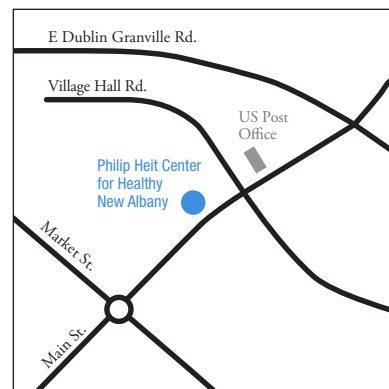 E Dublin Granville Rd.
Village Hall Rd.
US Post
Office
Philip Heit Center
for Healthy
New Albany
Market St.
Main St.